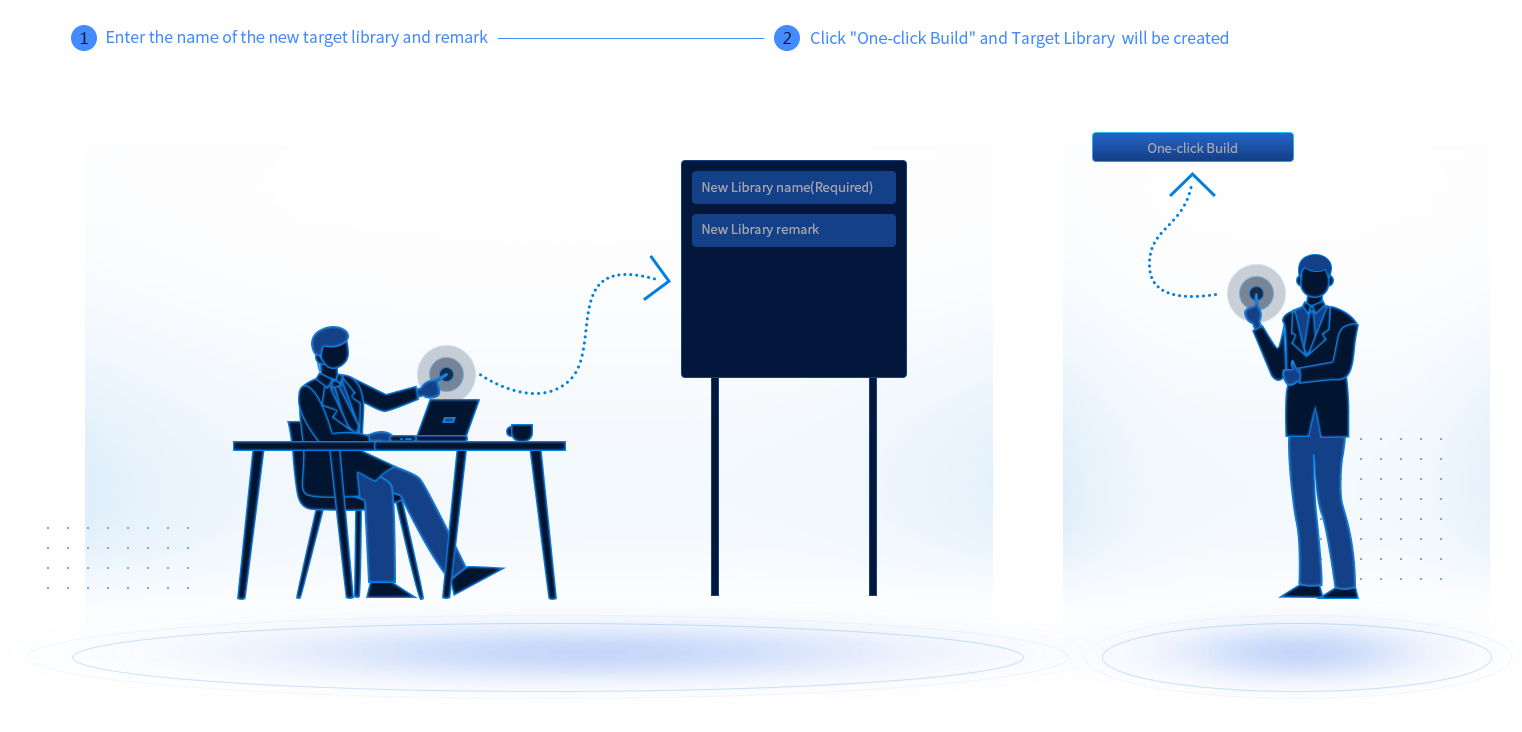 1 Enter the name of the new target library and remark
2 Click "One-click Build" and Target Library will be created
One-click Build
New Library name(Required)
New Library remark